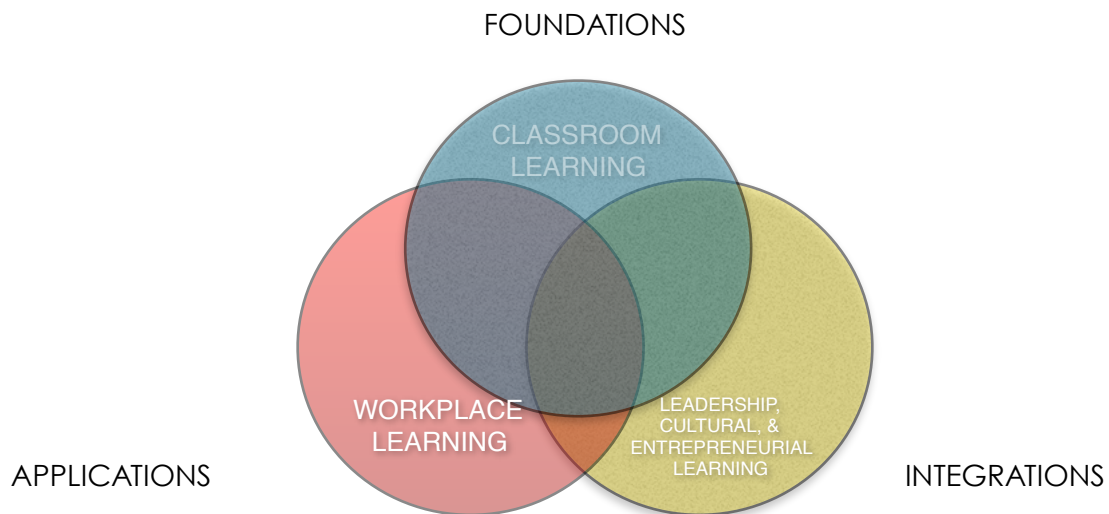 FOUNDATIONS
CLASSROOM
LEARNING
WORKPLACE
LEARNING
LEADERSHIP,
CULTURAL, &
ENTREPRENEURIAL
LEARNING
APPLICATIONS
INTEGRATIONS